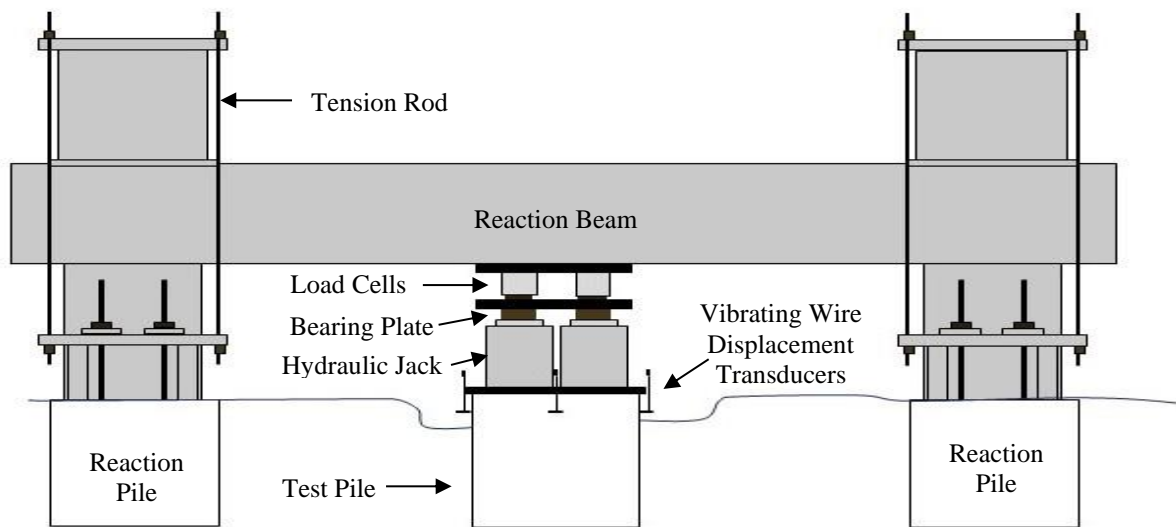 Tension Rod
Reaction Beam
Load Cells
Bearing Plate
Hydraulic Jack
Vibrating Wire
Displacement
Transducers
Reaction
Pile
Test Pile
Reaction
Pile